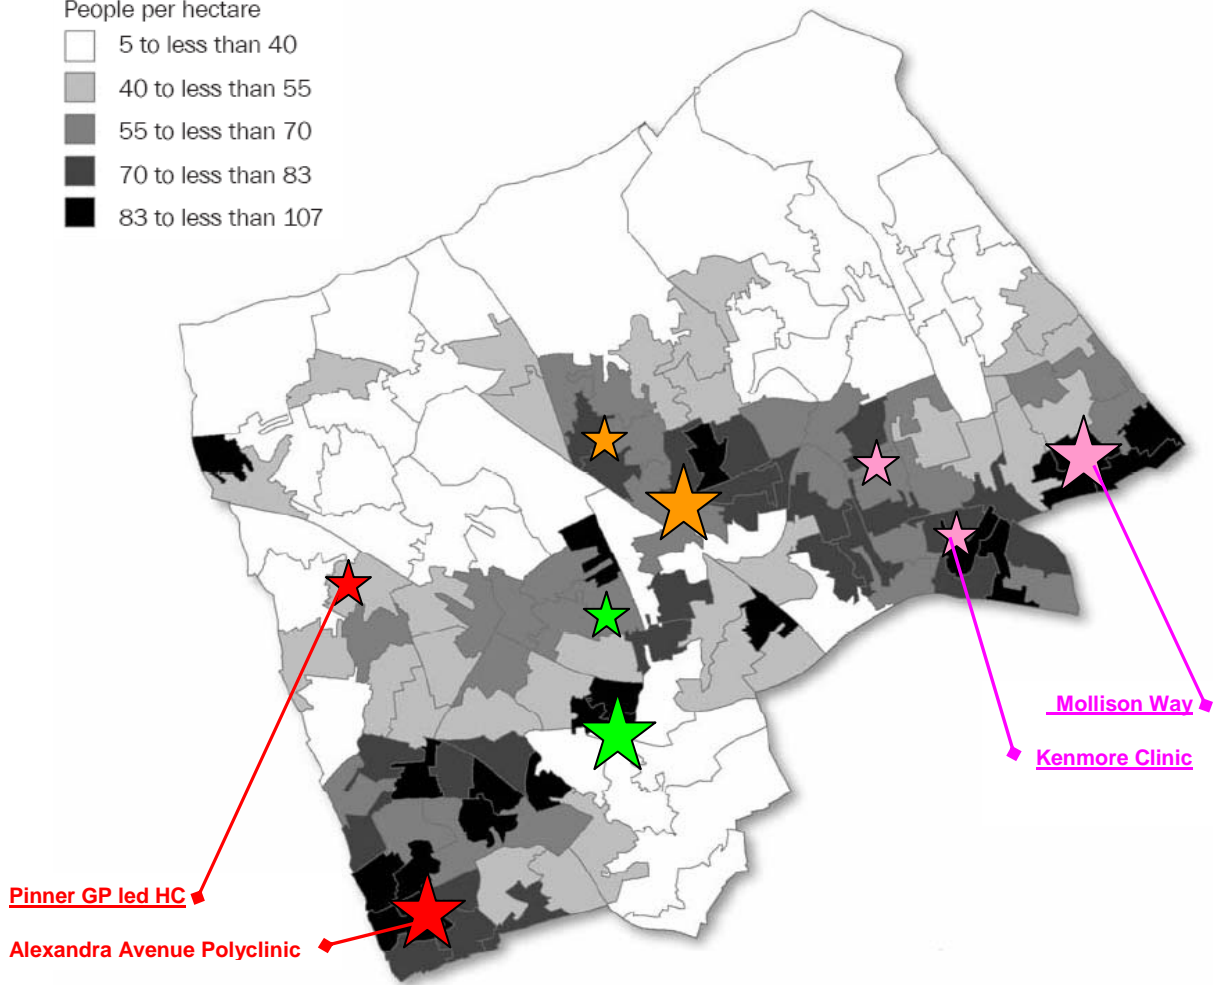 People per hectare
5 to less than 40
40 to less than 55
55 to less than 70
70 to less than 83
83 to less than 107
Mollison Way
Kenmore Clinic
Pinner GP led HC
Alexandra Avenue Polyclinic